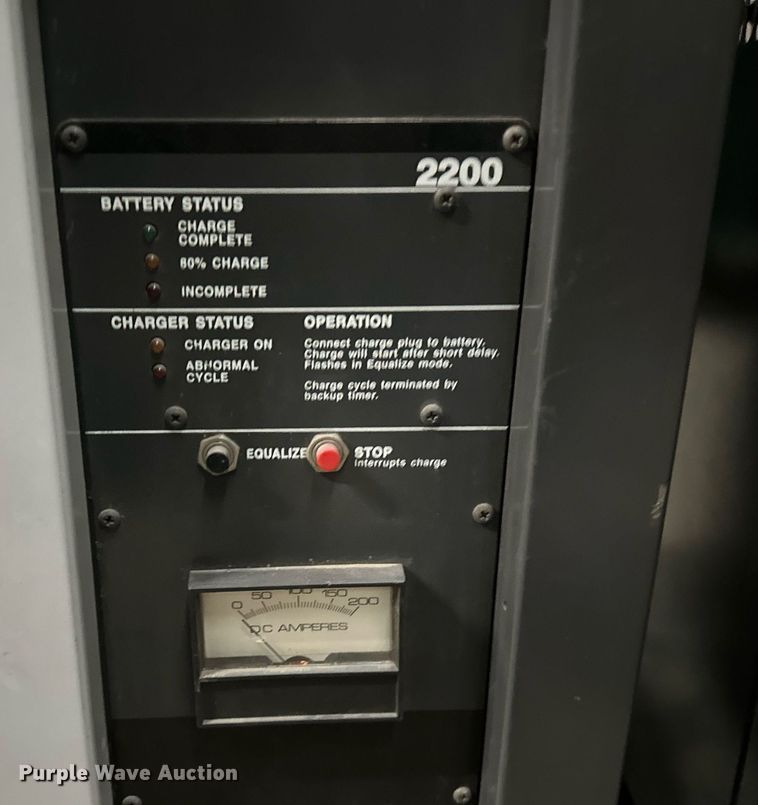 2200
BATTERY STATUS
CHARGE
COMPLETE
80% CHARGE
INCOMPLETE
CHARGER STATUS
CHARGER ON
ABNORMAL
CYCLE
OPERATION
Connect charge plug to battery.
Charge will start after short delay.
Flashes in Equalize mode.
Charge cycle terminated by
backup timer.
EQUALIZE
STOP
Interrupts charge
0 50 100 150 200
DC AMPERES
Purple Wave Auction